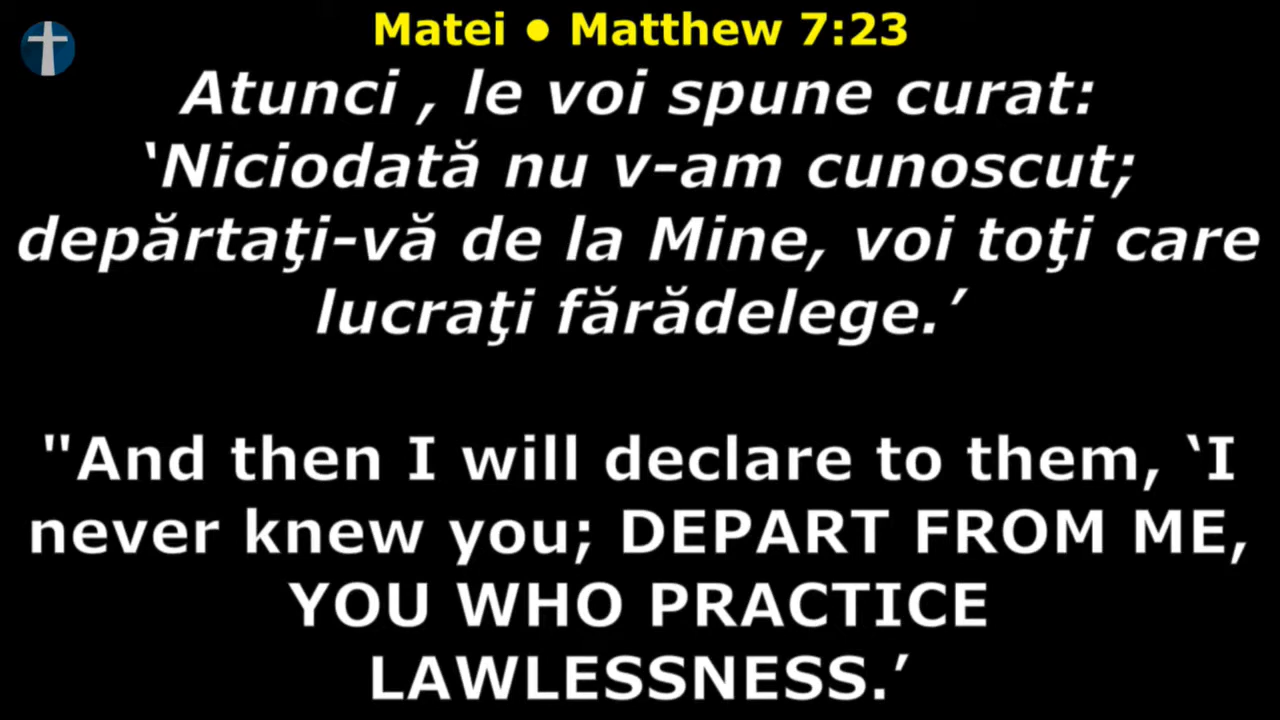 Matei • Matthew 7:23
Atunci , le voi spune curat:
‘Niciodată nu v-am cunoscut;
depărtaţi-vă de la Mine, voi toţi care
lucraţi fărădelege.’
"And then I will declare to them, ‘I
never knew you; DEPART FROM ME,
YOU WHO PRACTICE
LAWLESSNESS.’